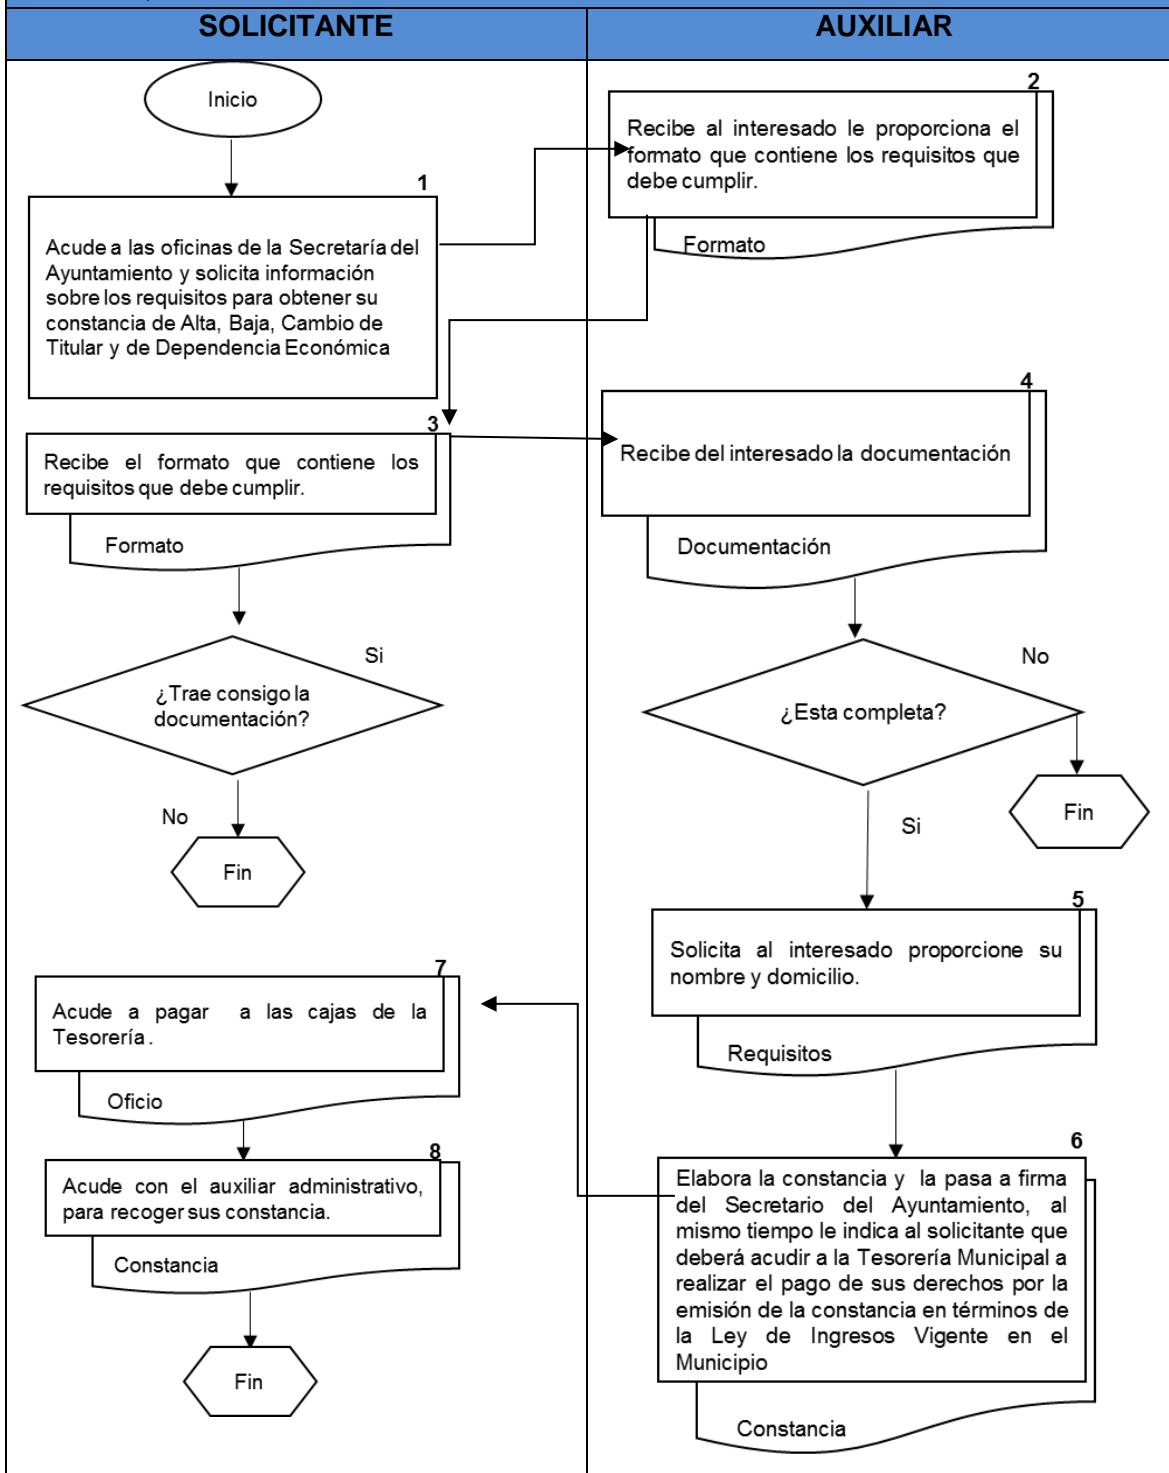 SOLICITANTE
AUXILIAR
Inicio
1
Acude a las oficinas de la Secretaría del
Ayuntamiento y solicita información
sobre los requisitos para obtener su
constancia de Alta, Baja, Cambio de
Titular y de Dependencia Económica
2
Recibe al interesado le proporciona el
formato que contiene los requisitos que
debe cumplir.
Formato
3
Recibe el formato que contiene los
requisitos que debe cumplir.
Formato
4
Recibe del interesado la documentación
Documentación
¿Trae consigo la
documentación?
Si
No
Fin
¿Esta completa?
No
Fin
Si
5
Solicita al interesado proporcione su
nombre y domicilio.
Requisitos
6
Elabora la constancia y la pasa a firma
del Secretario del Ayuntamiento, al
mismo tiempo le indica al solicitante que
deberá acudir a la Tesorería Municipal a
realizar el pago de sus derechos por la
emisión de la constancia en términos de
la Ley de Ingresos Vigente en el
Municipio
Constancia
7
Acude a pagar a las cajas de la
Tesorería.
Oficio
8
Acude con el auxiliar administrativo,
para recoger sus constancia.
Constancia
Fin